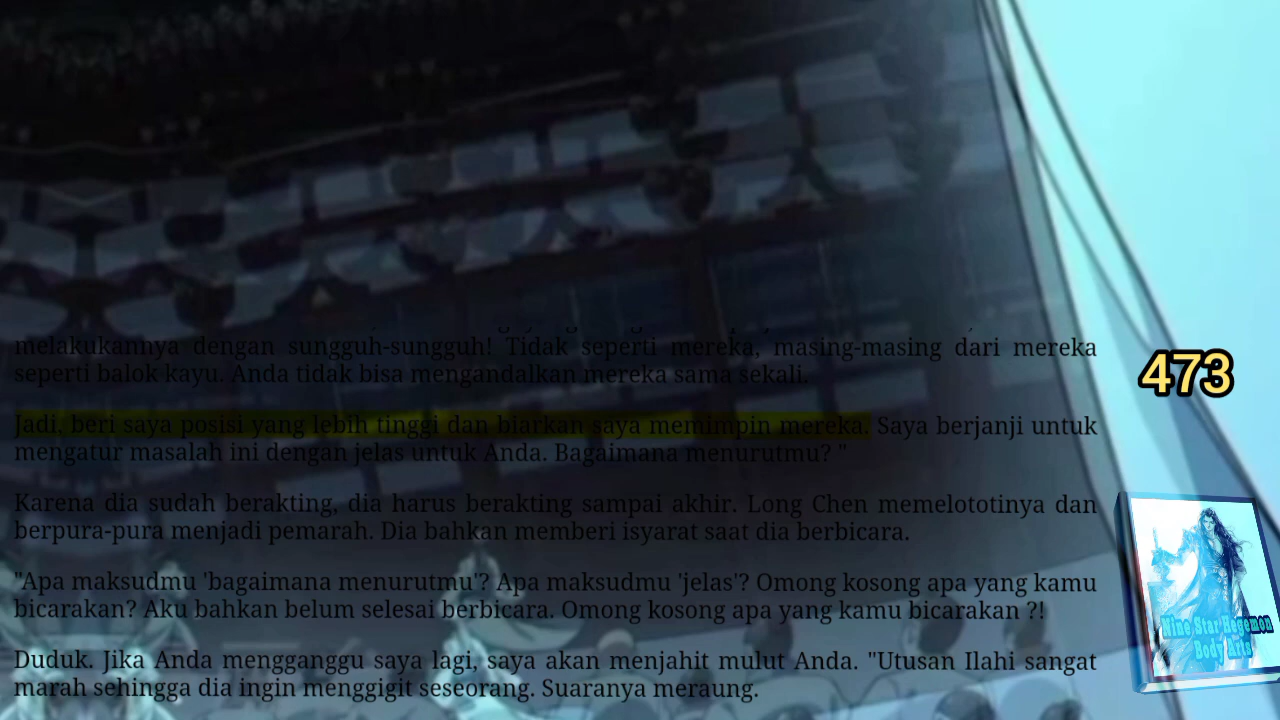 melakukannya dengan sungguh-sungguh! Tidak seperti mereka, masing-masing dari mereka
seperti balok kayu. Anda tidak bisa mengandalkan mereka sama sekali.
Jadi, beri saya posisi yang lebih tinggi dan biarkan saya memimpin mereka. Saya berjanji untuk
mengatur masalah ini dengan jelas untuk Anda. Bagaimana menurutmu? "
Karena dia sudah berakting, dia harus berakting sampai akhir. Long Chen memelototinya dan
berpura-pura menjadi pemarah. Dia bahkan memberi isyarat saat dia berbicara.
"Apa maksudmu 'bagaimana menurutmu'? Apa maksudmu 'jelas'? Omong kosong apa yang kamu
bicarakan? Aku bahkan belum selesai berbicara. Omong kosong apa yang kamu bicarakan ?!
Duduk. Jika Anda mengganggu saya lagi, saya akan menjahit mulut Anda. "Utusan Ilahi sangat
marah sehingga dia ingin menggigit seseorang. Suaranya meraung.
473
Nine Star Hegemon
Body Arts